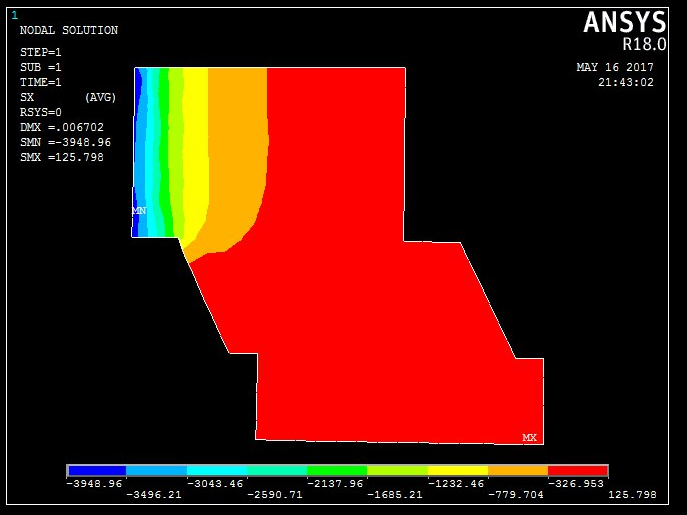 1
NODAL SOLUTION
ANSYS
R18.0
STEP=1
SUB =1
TIME=1
SX (AVG)
RSYS=0
DMX =.006702
SMN =-3948.96
SMX =125.798
MAY 16 2017
21:43:02
MN
MX
-3948.96 -3043.46 -2137.96 -1232.46 -326.953
-3496.21 -2590.71 -1685.21 -779.704 125.798